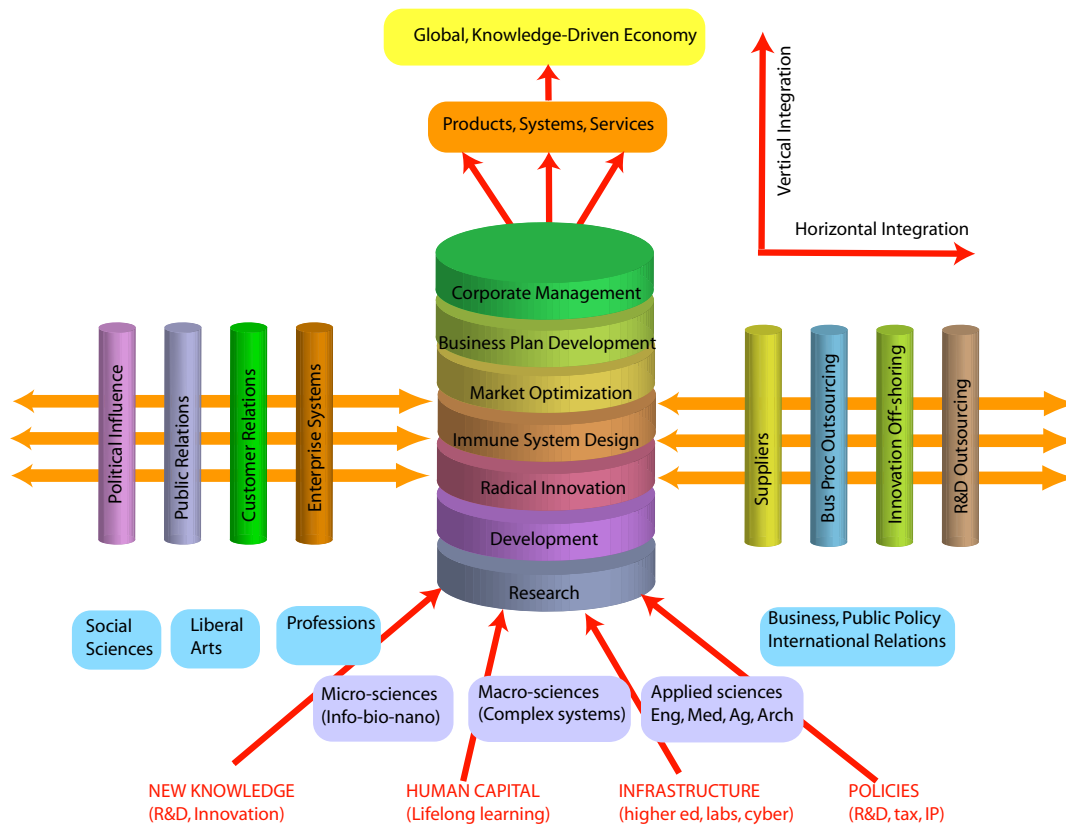 Global, Knowledge-Driven Economy
Products, Systems, Services
Vertical Integration
Horizontal Integration
Corporate Management
Business Plan Development
Market Optimization
Immune System Design
Radical Innovation
Development
Research
Political Influence
Public Relations
Customer Relations
Enterprise Systems
Suppliers
Bus Proc Outsourcing
Innovation Off-shoring
R&D Outsourcing
Social
Sciences
Liberal
Arts
Professions
Business, Public Policy
International Relations
Micro-sciences
(Info-bio-nano)
Macro-sciences
(Complex systems)
Applied sciences
Eng, Med, Ag, Arch
NEW KNOWLEDGE
(R&D, Innovation)
HUMAN CAPITAL
(Lifelong learning)
INFRASTRUCTURE
(higher ed, labs, cyber)
POLICIES
(R&D, tax, IP)